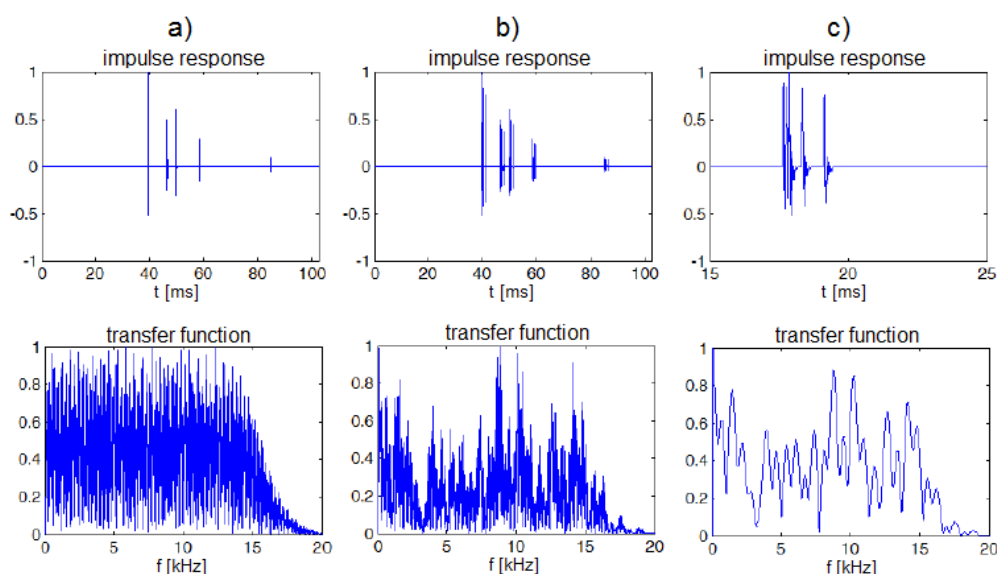 a) b) c)
impulse response impulse response impulse response
1 1 1
0.5 0.5 0.5
0 0 0
-0.5 -0.5 -0.5
-1 -1 -1
0 20 40 60 80 100 0 20 40 60 80 100 15 20 25
t [ms] t [ms] t [ms]
transfer function transfer function transfer function
1 1 1
0.8 0.8 0.8
0.6 0.6 0.6
0.4 0.4 0.4
0.2 0.2 0.2
0 0 0
0 5 10 15 20 0 5 10 15 20 0 5 10 15 20
f [kHz] f [kHz] f [kHz]